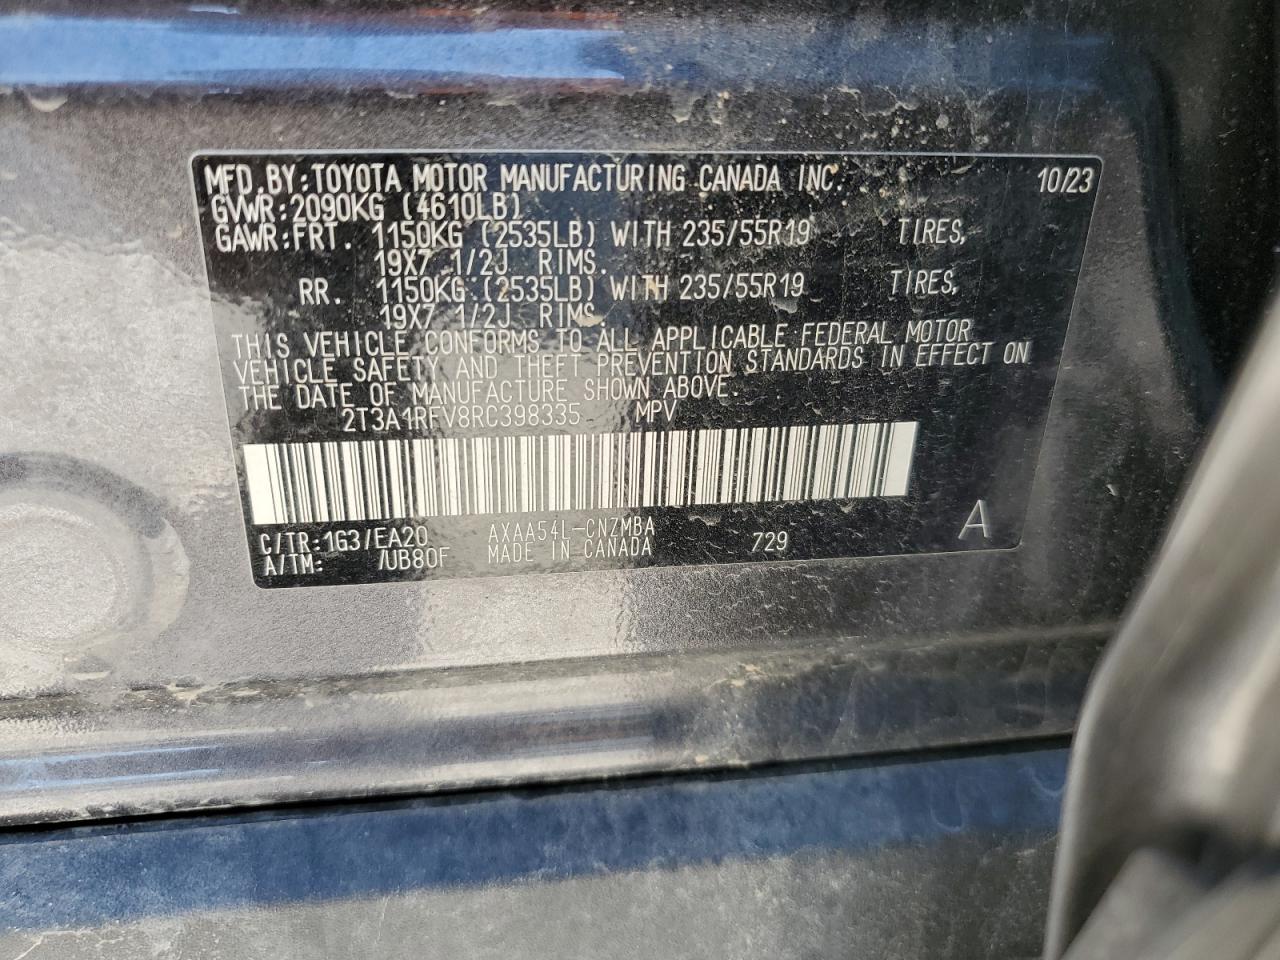 MFD.BY:TOYOTA MOTOR MANUFACTURING CANADA INC. 10/23
GVWR:2090KG (4610LB)
GAWR:FRT. 1150KG (2535LB) WITH 235/55R19 TIRES,
19X7 1/2J RIMS.
RR. 1150KG (2535LB) WITH 235/55R19 TIRES,
19X7 1/2J RIMS.
THIS VEHICLE CONFORMS TO ALL APPLICABLE FEDERAL MOTOR
VEHICLE SAFETY AND THEFT PREVENTION STANDARDS IN EFFECT ON
THE DATE OF MANUFACTURE SHOWN ABOVE.
2T3A1RFV8RC398335 MPV
C/TR:1G3/EA20 AXAA54L-CNZMBA A
A/TM: /UB80F MADE IN CANADA 729